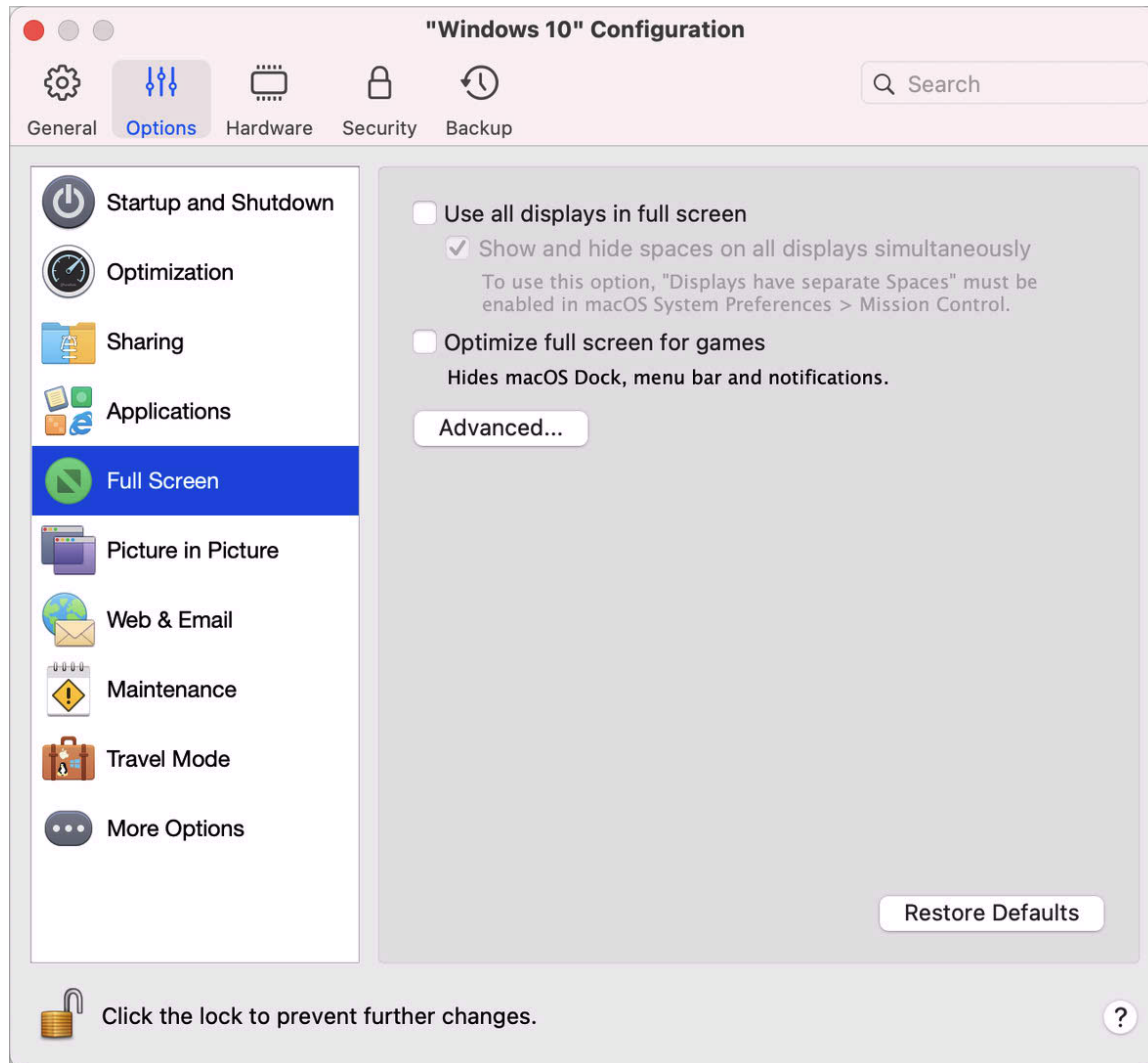 "Windows 10" Configuration
General
Options
Hardware
Security
Backup
Search
Startup and Shutdown
Optimization
Sharing
Applications
Full Screen
Picture in Picture
Web & Email
Maintenance
Travel Mode
More Options
Use all displays in full screen
Show and hide spaces on all displays simultaneously
To use this option, "Displays have separate Spaces" must be
enabled in macOS System Preferences > Mission Control.
Optimize full screen for games
Hides macOS Dock, menu bar and notifications.
Advanced...
Restore Defaults
Click the lock to prevent further changes.
?